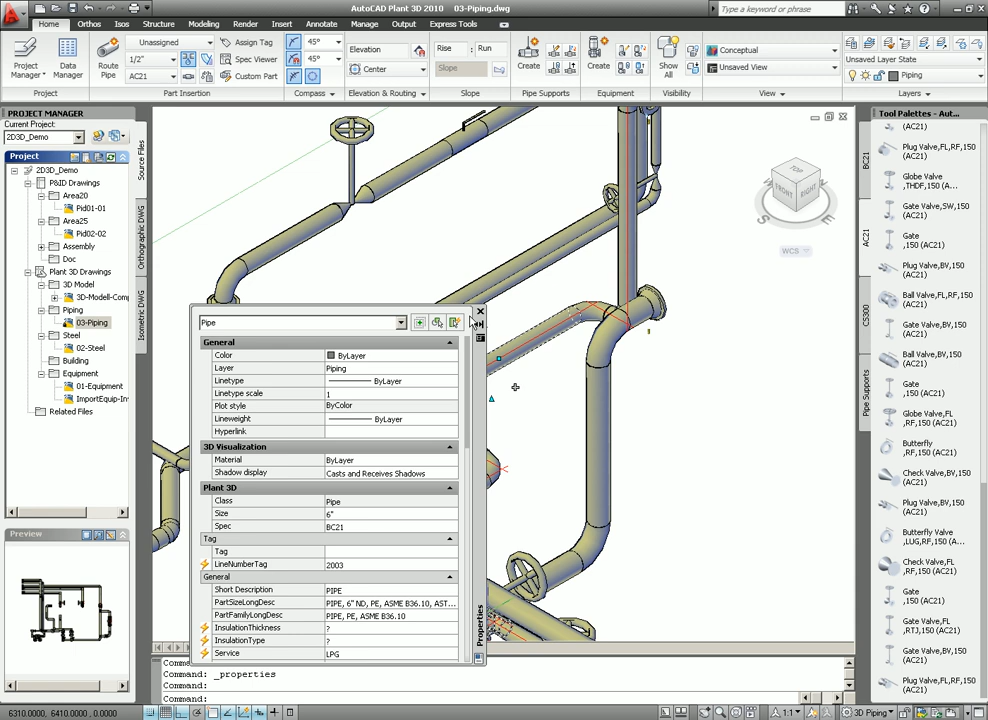 AutoCAD Plant 3D 2010 03-Piping.dwg
Type a keyword or phrase
Home Orthos Isos Structure Modeling Render Insert Annotate Manage Output Express Tools
Unassigned
Assign Tag
45°
Elevation
Rise : Run
Conceptual
Unsaved Layer State
1/2"
Spec Viewer
45°
Center
Slope
Unsaved View
AC21
Custom Part
Piping
Project Manager
Data Manager
Route Pipe
Create
Create
Show All
Project
Part Insertion
Compass
Elevation & Routing
Slope
Pipe Supports
Equipment
Visibility
View
Layers
PROJECT MANAGER
Current Project:
2D3D_Demo
Project
2D3D_Demo
P&ID Drawings
Area20
Pid01-01
Area25
Pid02-02
Assembly
Doc
Plant 3D Drawings
3D Model
3D-Modell-Comp
Piping
03-Piping
Steel
02-Steel
Building
Equipment
01-Equipment
ImportEquip-In
Related Files
Source Files
Orthographic DWG
Isometric DWG
Preview
TOP
FRONT
RIGHT
S
E
WCS
Pipe
General
Color ByLayer
Layer Piping
Linetype ByLayer
Linetype scale 1
Plot style ByColor
Lineweight ByLayer
Hyperlink
3D Visualization
Material ByLayer
Shadow display Casts and Receives Shadows
Plant 3D
Class Pipe
Size 6"
Spec BC21
Tag
Tag
LineNumberTag 2003
General
Short Description PIPE
PartSizeLongDesc PIPE, 6" ND, PE, ASME B36.10, AST...
PartFamilyLongDesc PIPE, PE, ASME B36.10
InsulationThickness ?
InsulationType ?
Service LPG
Properties
Tool Palettes - Aut...
BC21
AC21
CS300
Pipe Supports
(AC21)
Plug Valve,FL,RF,150
(AC21)
Globe Valve
,THDF,150 (A...
Gate Valve,SW,150
(AC21)
Gate
,150 (AC21)
Plug Valve,BV,150
(AC21)
Ball Valve,FL,RF,150
(AC21)
Gate
,150 (AC21)
Ball Valve,BV,150
(AC21)
Gate
,150 (AC21)
Globe Valve,FL
,RF,150 (AC21)
Butterfly
(AC21)
Check Valve,BV,150
(AC21)
Plug Valve,BV,150
(AC21)
Butterfly Valve
,LUG,RF,150 (AC21)
Check Valve,FL
,RF,150 (AC21)
Gate
,150 (AC21)
Gate Valve,FL
,RTJ,150 (AC21)
Gate Valve,BV,150
(AC21)
Plug Valve,FL,RF,150
(AC21)
Command:
Command: _properties
Command:
Command:
6310.0000, 6410.0000, 0.0000
1:1
3D Piping